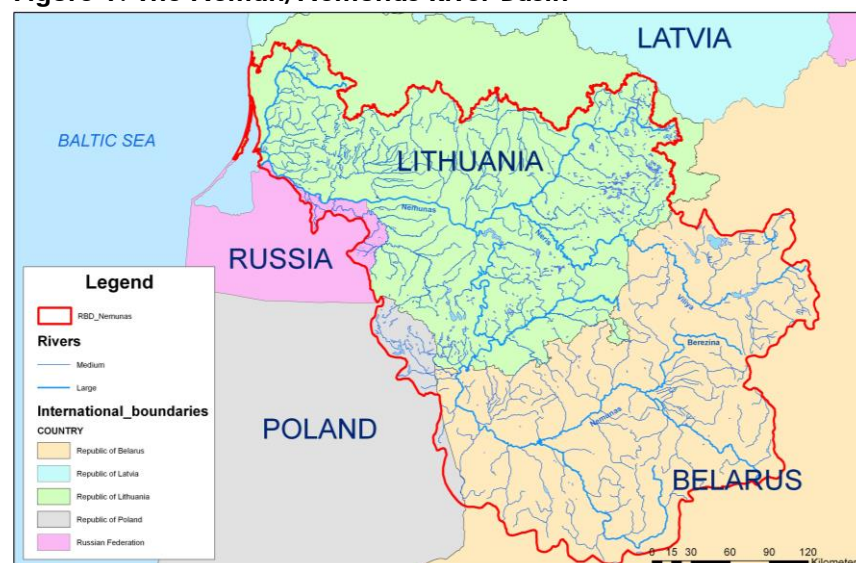 Figure 1: The Neman/Nemunas River Basin
LATVIA
BALTIC SEA
LITHUANIA
Nemunas
Neris
RUSSIA
Viliya
Berezina
POLAND
Nemunas
BELARUS
Legend
RBD_Nemunas
Rivers
Medium
Large
International_boundaries
COUNTRY
Republic of Belarus
Republic of Latvia
Republic of Lithuania
Republic of Poland
Russian Federation
0 15 30 60 90 120
Kilometers